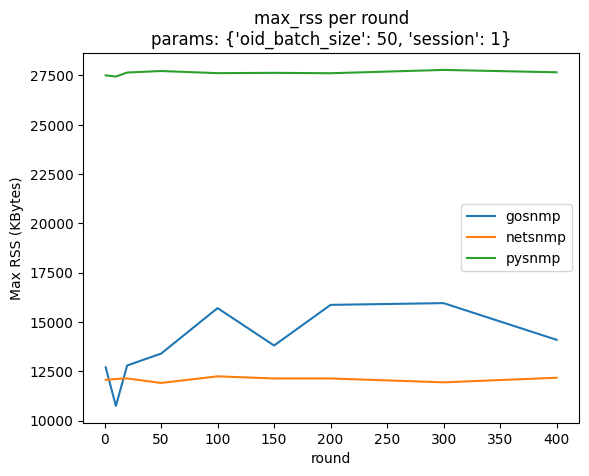 max_rss per round
params: {'oid_batch_size': 50, 'session': 1}
27500
25000
22500
20000
17500
15000
12500
10000
Max RSS (KBytes)
gosnmp
netsnmp
pysnmp
0 50 100 150 200 250 300 350 400
round